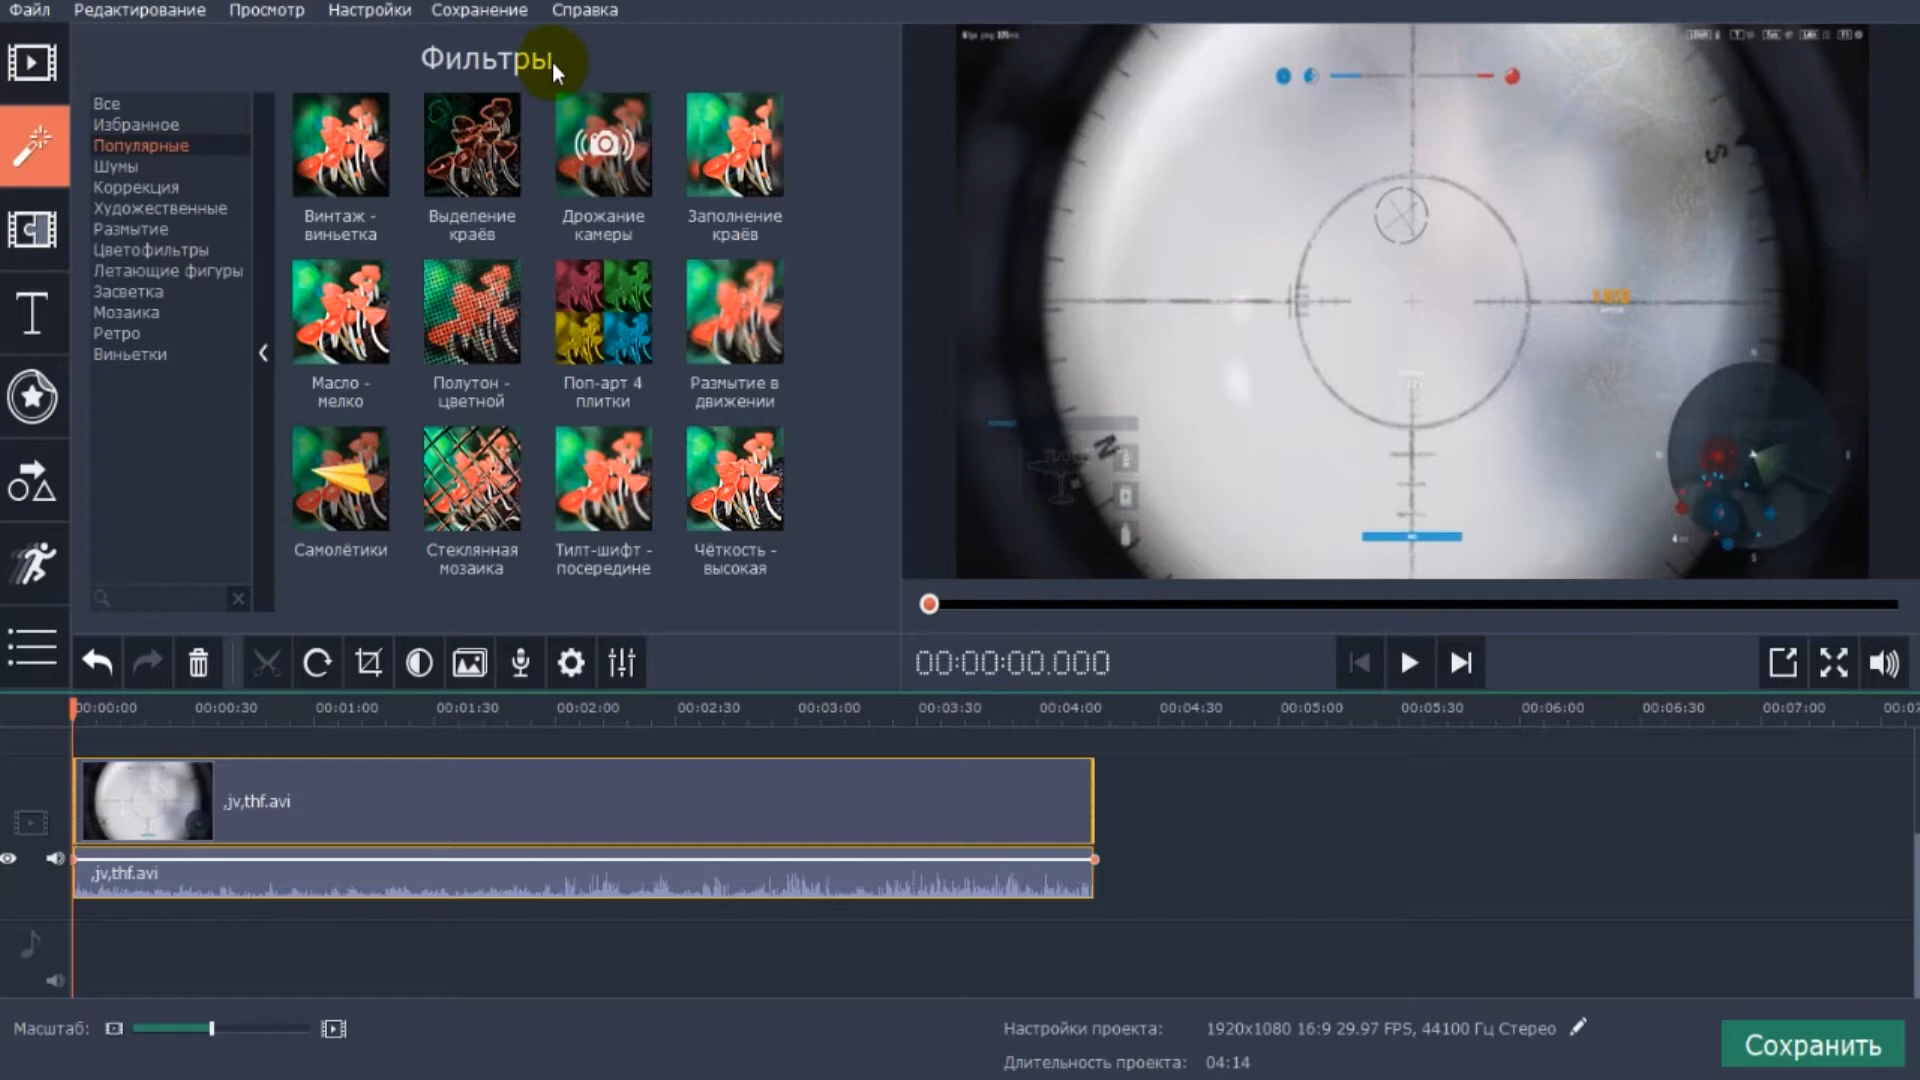 Файл Редактирование Просмотр Настройки Сохранение Справка
Фильтры
Все
Избранное
Популярные
Шумы
Коррекция
Художественные
Размытие
Цветофильтры
Летающие фигуры
Засветка
Мозаика
Ретро
Виньетки
Винтаж -
виньетка
Выделение
краёв
Дрожание
камеры
Заполнение
краёв
Масло -
мелко
Полутон -
цветной
Поп-арт 4
плитки
Размытие в
движении
Самолётики
Стеклянная
мозаика
Тилт-шифт -
посередине
Чёткость -
высокая
S
N
00:00:00.000
00:00:00 00:00:30 00:01:00 00:01:30 00:02:00 00:02:30 00:03:00 00:03:30 00:04:00 00:04:30 00:05:00 00:05:30 00:06:00 00:06:30 00:07:00
,jv,thf.avi
,jv,thf.avi
Масштаб:
Настройки проекта: 1920x1080 16:9 29.97 FPS, 44100 Гц Стерео
Длительность проекта: 04:14
Сохранить